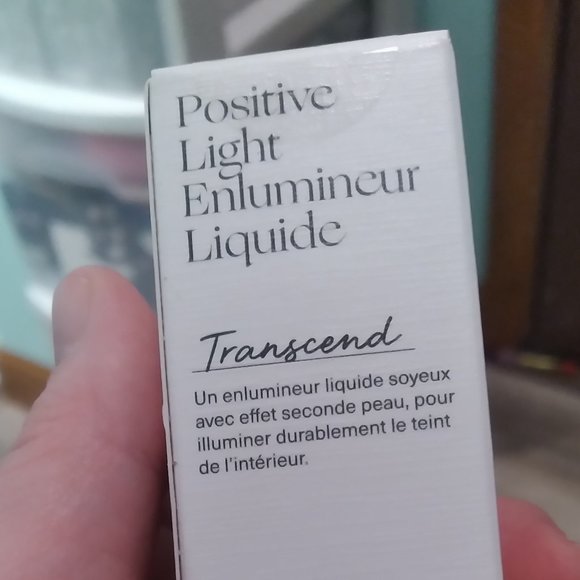 Positive
Light
Enlumineur
Liquide
Transcend
Un enlumineur liquide soyeux
avec effet seconde peau, pour
illuminer durablement le teint
de l'intérieur.